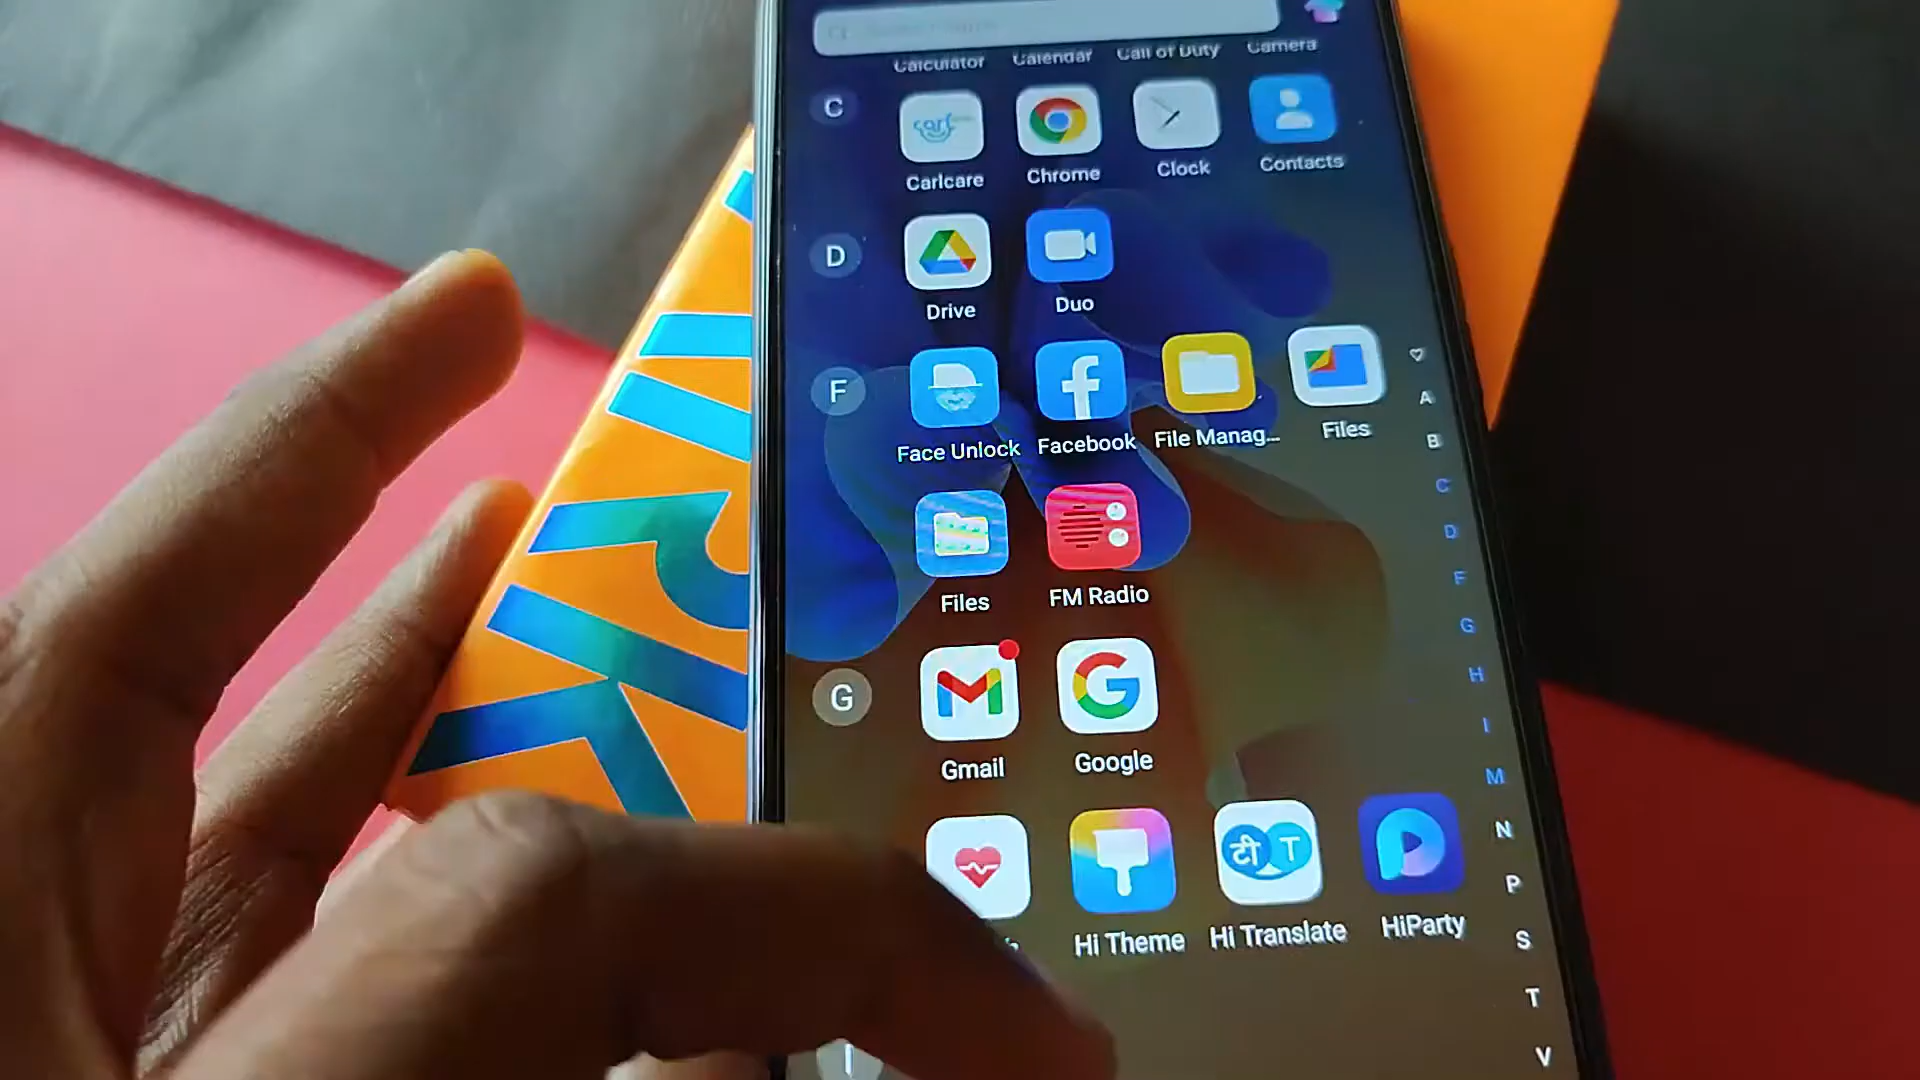 Calculator Calendar Call of Duty Camera
C
carl
Carlcare Chrome Clock Contacts
D
Drive Duo
F
Face Unlock Facebook File Manag... Files
Files FM Radio
G
Gmail Google
टी T
Hi Theme Hi Translate HiParty
I
A
B
C
D
F
G
H
I
M
N
P
S
T
V